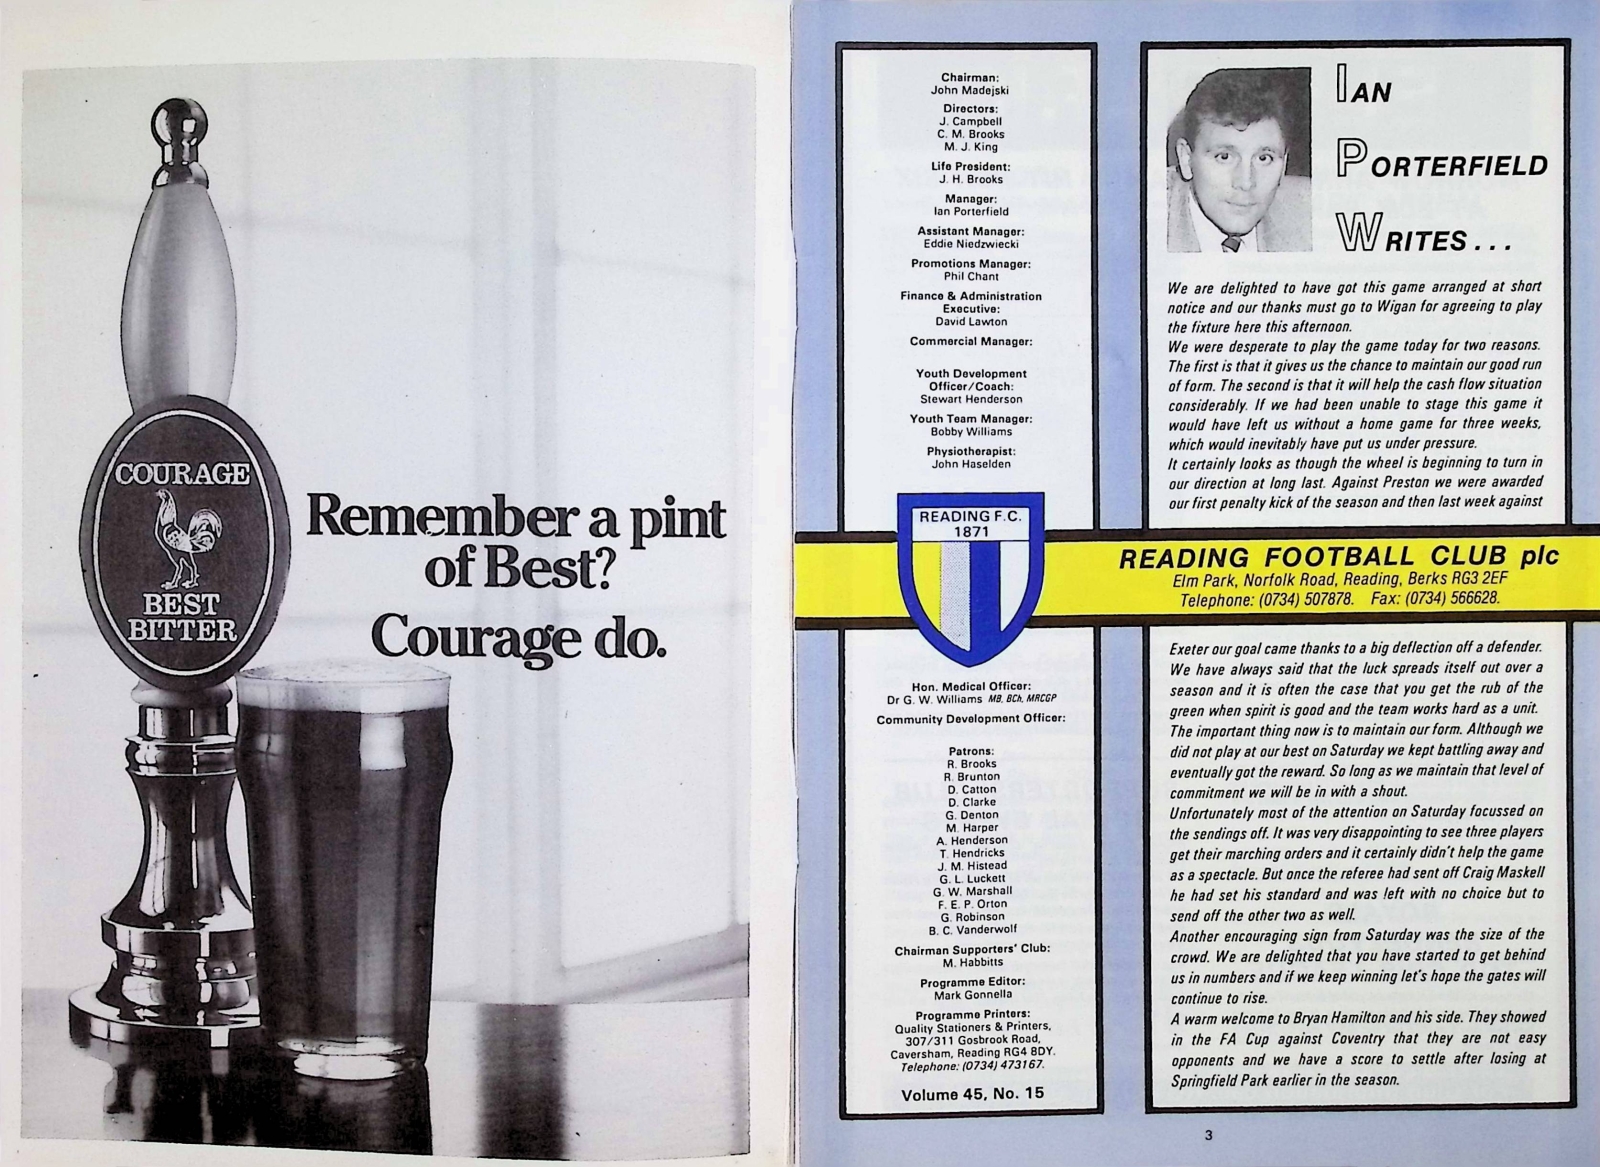 COURAGE
BEST
BITTER
Remember a pint
of Best?
Courage do.
Chairman:
John Madejski
Directors:
J. Campbell
C. M. Brooks
M. J. King
Life President:
J. H. Brooks
Manager:
Ian Porterfield
Assistant Manager:
Eddie Niedzwiecki
Promotions Manager:
Phil Chant
Finance & Administration
Executive:
David Lawton
Commercial Manager:
Youth Development
Officer/Coach:
Stewart Henderson
Youth Team Manager:
Bobby Williams
Physiotherapist:
John Haselden
READING F.C.
1871
Hon. Medical Officer:
Dr G. W. Williams MB, BCh, MRCGP
Community Development Officer:
Patrons:
R. Brooks
R. Brunton
D. Catton
D. Clarke
G. Denton
M. Harper
A. Henderson
T. Hendricks
J. M. Histead
G. L. Luckett
G. W. Marshall
F. E. P. Orton
G. Robinson
B. C. Vanderwolf
Chairman Supporters' Club:
M. Habbitts
Programme Editor:
Mark Gonnella
Programme Printers:
Quality Stationers & Printers,
307/311 Gosbrook Road,
Caversham, Reading RG4 8DY.
Telephone: (0734) 473167.
Volume 45, No. 15
IAN
PORTERFIELD
WRITES...
We are delighted to have got this game arranged at short
notice and our thanks must go to Wigan for agreeing to play
the fixture here this afternoon.
We were desperate to play the game today for two reasons.
The first is that it gives us the chance to maintain our good run
of form. The second is that it will help the cash flow situation
considerably. If we had been unable to stage this game it
would have left us without a home game for three weeks,
which would inevitably have put us under pressure.
It certainly looks as though the wheel is beginning to turn in
our direction at long last. Against Preston we were awarded
our first penalty kick of the season and then last week against
READING FOOTBALL CLUB plc
Elm Park, Norfolk Road, Reading, Berks RG3 2EF
Telephone: (0734) 507878. Fax: (0734) 566628.
Exeter our goal came thanks to a big deflection off a defender.
We have always said that the luck spreads itself out over a
season and it is often the case that you get the rub of the
green when spirit is good and the team works hard as a unit.
The important thing now is to maintain our form. Although we
did not play at our best on Saturday we kept battling away and
eventually got the reward. So long as we maintain that level of
commitment we will be in with a shout.
Unfortunately most of the attention on Saturday focussed on
the sendings off. It was very disappointing to see three players
get their marching orders and it certainly didn't help the game
as a spectacle. But once the referee had sent off Craig Maskell
he had set his standard and was left with no choice but to
send off the other two as well.
Another encouraging sign from Saturday was the size of the
crowd. We are delighted that you have started to get behind
us in numbers and if we keep winning let's hope the gates will
continue to rise.
A warm welcome to Bryan Hamilton and his side. They showed
in the FA Cup against Coventry that they are not easy
opponents and we have a score to settle after losing at
Springfield Park earlier in the season.
3